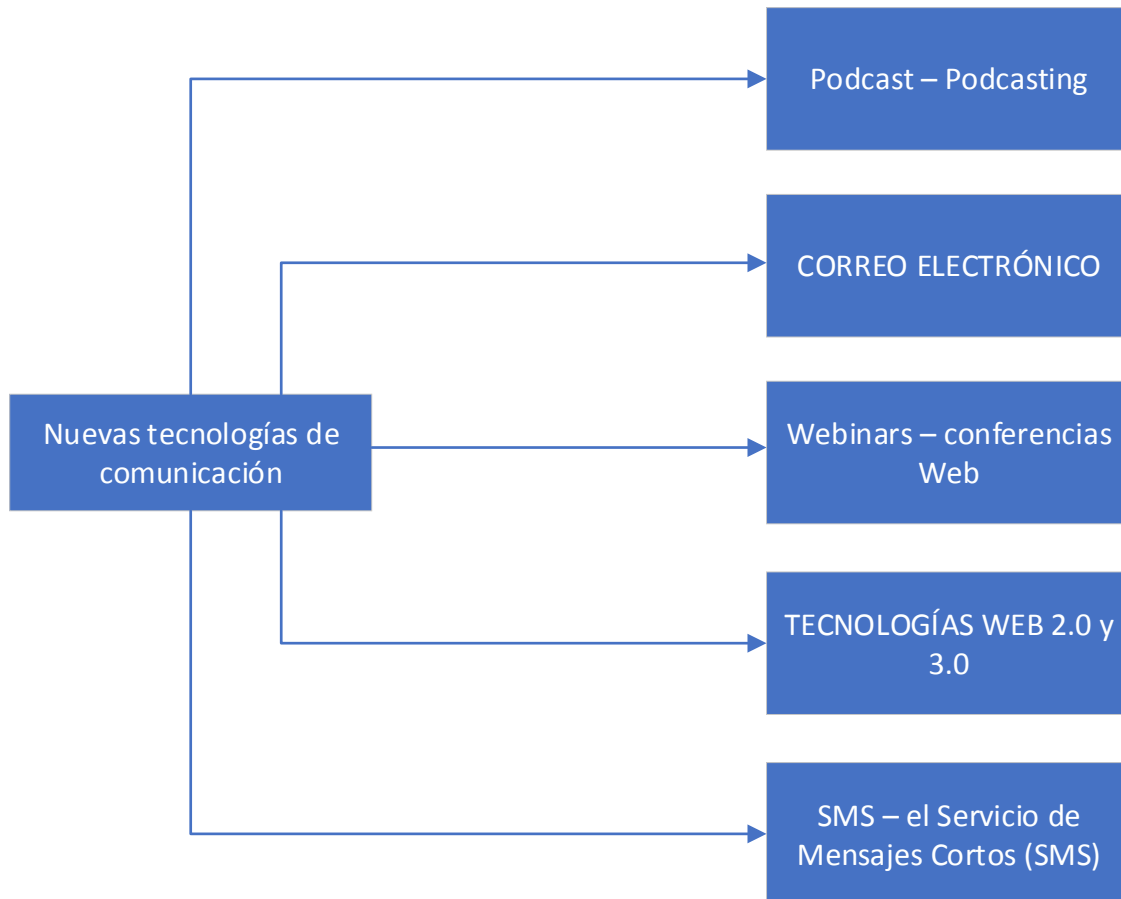 Podcast – Podcasting
CORREO ELECTRÓNICO
Nuevas tecnologías de
comunicación
Webinars – conferencias
Web
TECNOLOGÍAS WEB 2.0 y
3.0
SMS – el Servicio de
Mensajes Cortos (SMS)